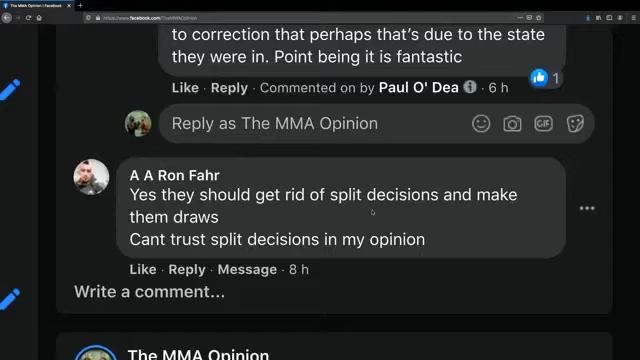 The MMA Opinion | Facebook
https://www.facebook.com/TheMMAOpinion
to correction that perhaps that's due to the state
they were in. Point being it is fantastic
1
Like · Reply · Commented on by Paul O' Dea · 6 h
Reply as The MMA Opinion
GIF
A A Ron Fahr
Yes they should get rid of split decisions and make
them draws
Cant trust split decisions in my opinion
Like · Reply · Message · 8 h
Write a comment...
The MMA Opinion